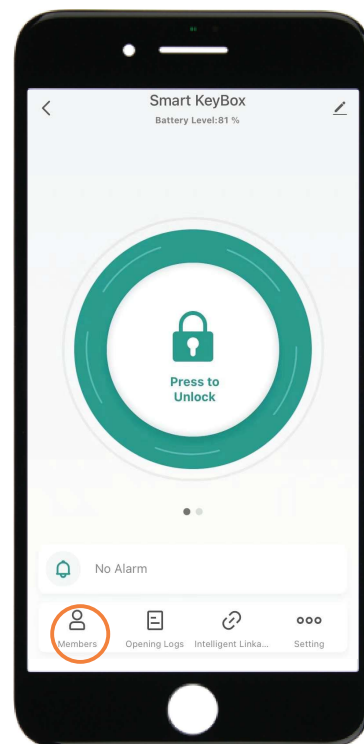 Smart KeyBox
Battery Level:81 %
Press to
Unlock
No Alarm
Members
Opening Logs
Intelligent Linka...
Setting